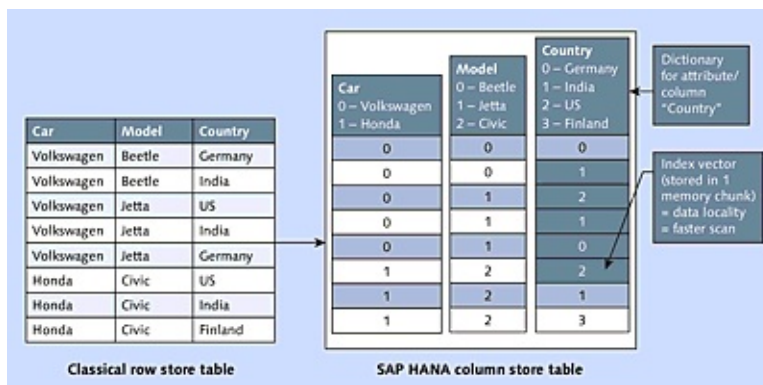 Car Model Country
Volkswagen Beetle Germany
Volkswagen Beetle India
Volkswagen Jetta US
Volkswagen Jetta India
Volkswagen Jetta Germany
Honda Civic US
Honda Civic India
Honda Civic Finland
Classical row store table
Car
0 – Volkswagen
1 – Honda
Model
0 – Beetle
1 – Jetta
2 – Civic
Country
0 – Germany
1 – India
2 – US
3 – Finland
0 0 0
0 0 1
0 1 2
0 1 1
0 1 0
1 2 2
1 2 1
1 2 3
SAP HANA column store table
Dictionary
for attribute/
column
"Country"
Index vector
(stored in 1
memory chunk)
= data locality
= faster scan